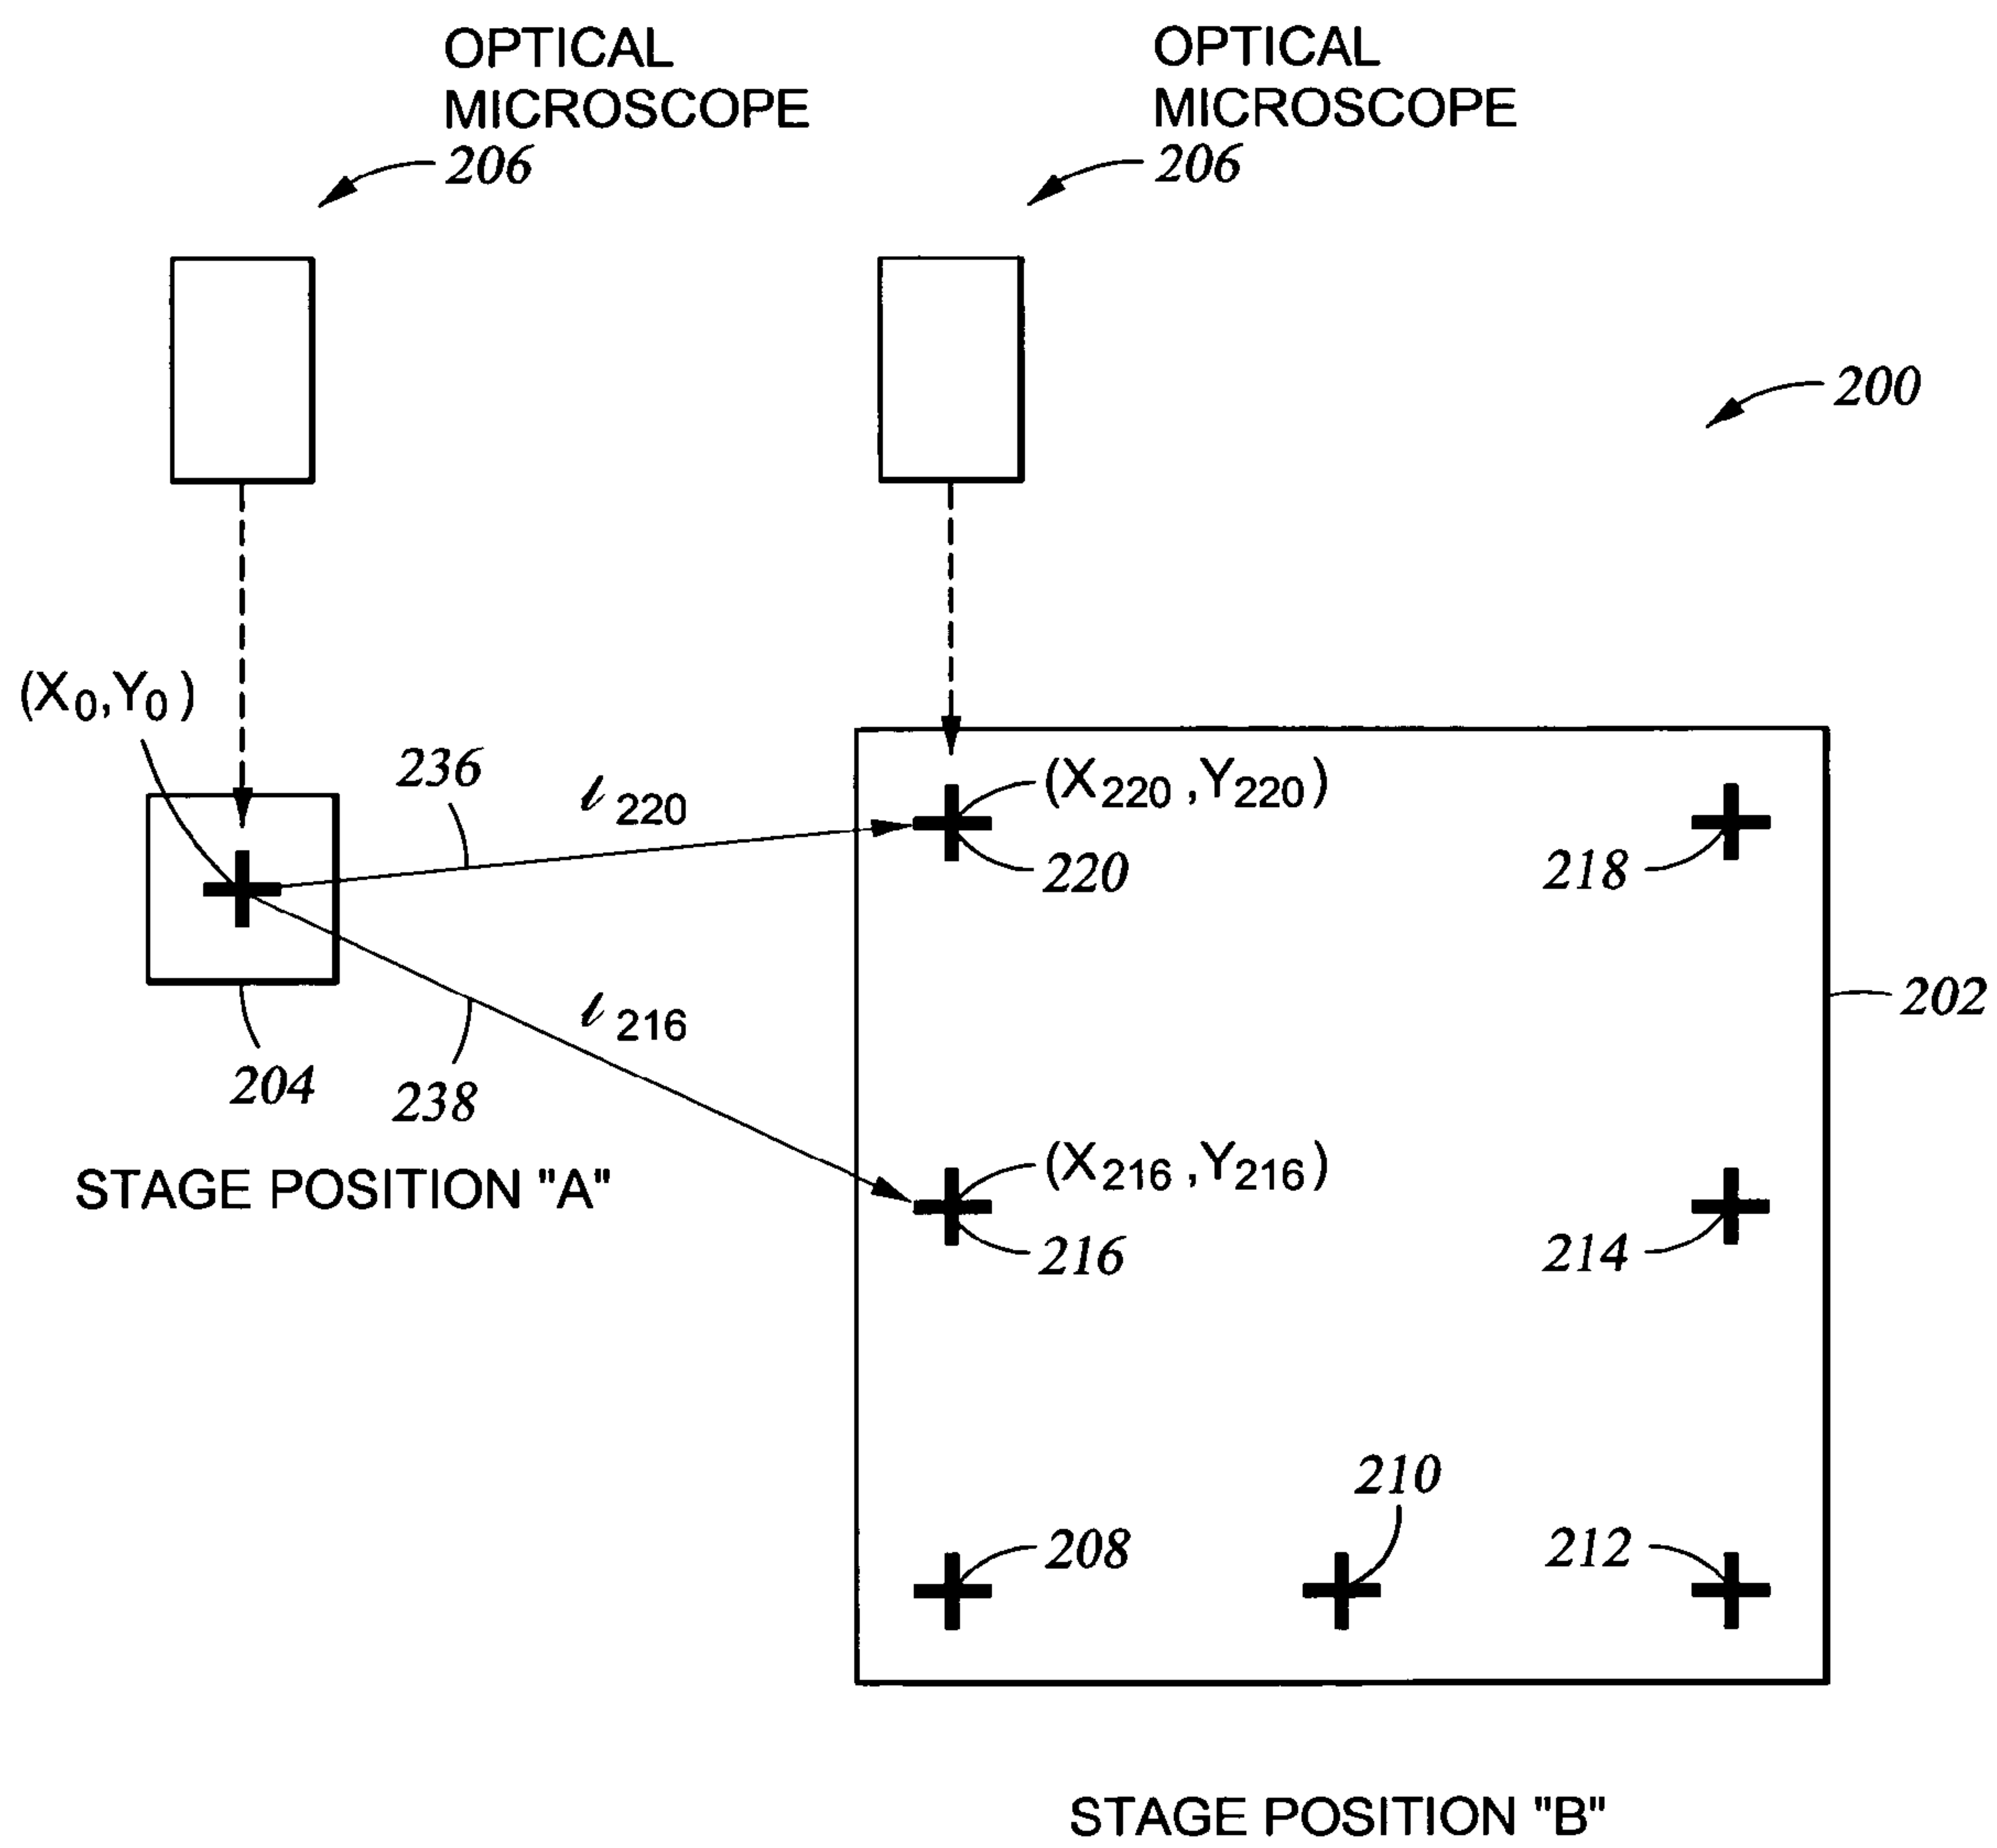 OPTICAL
MICROSCOPE
206
OPTICAL
MICROSCOPE
206
200
(X0,Y0)
236
ℓ220
(X220,Y220)
220
218
202
204
238
ℓ216
STAGE POSITION "A"
(X216,Y216)
216
214
210
208
212
STAGE POSITION "B"